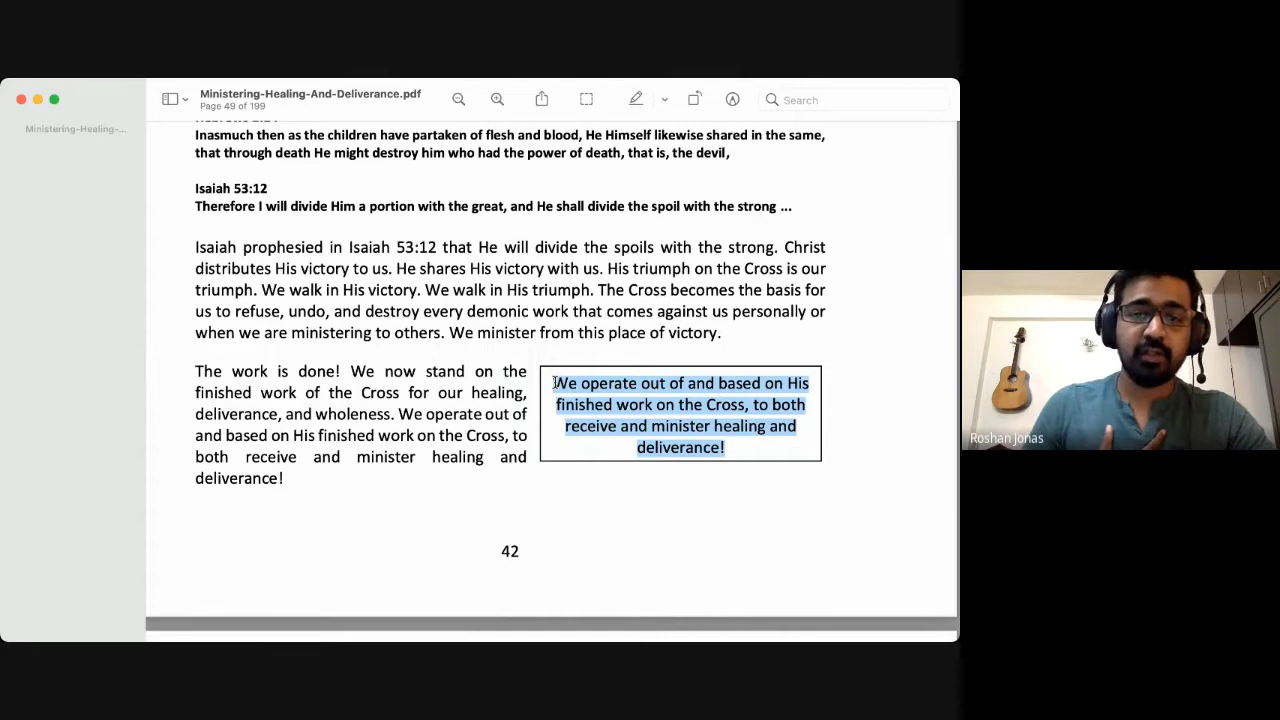 Ministering-Healing-And-Deliverance.pdf
Page 49 of 199
Search
Ministering-Healing-...
Inasmuch then as the children have partaken of flesh and blood, He Himself likewise shared in the same,
that through death He might destroy him who had the power of death, that is, the devil,
Isaiah 53:12
Therefore I will divide Him a portion with the great, and He shall divide the spoil with the strong ...
Isaiah prophesied in Isaiah 53:12 that He will divide the spoils with the strong. Christ
distributes His victory to us. He shares His victory with us. His triumph on the Cross is our
triumph. We walk in His victory. We walk in His triumph. The Cross becomes the basis for
us to refuse, undo, and destroy every demonic work that comes against us personally or
when we are ministering to others. We minister from this place of victory.
The work is done! We now stand on the
finished work of the Cross for our healing,
deliverance, and wholeness. We operate out of
and based on His finished work on the Cross, to
both receive and minister healing and
deliverance!
We operate out of and based on His
finished work on the Cross, to both
receive and minister healing and
deliverance!
42
Roshan Jonas